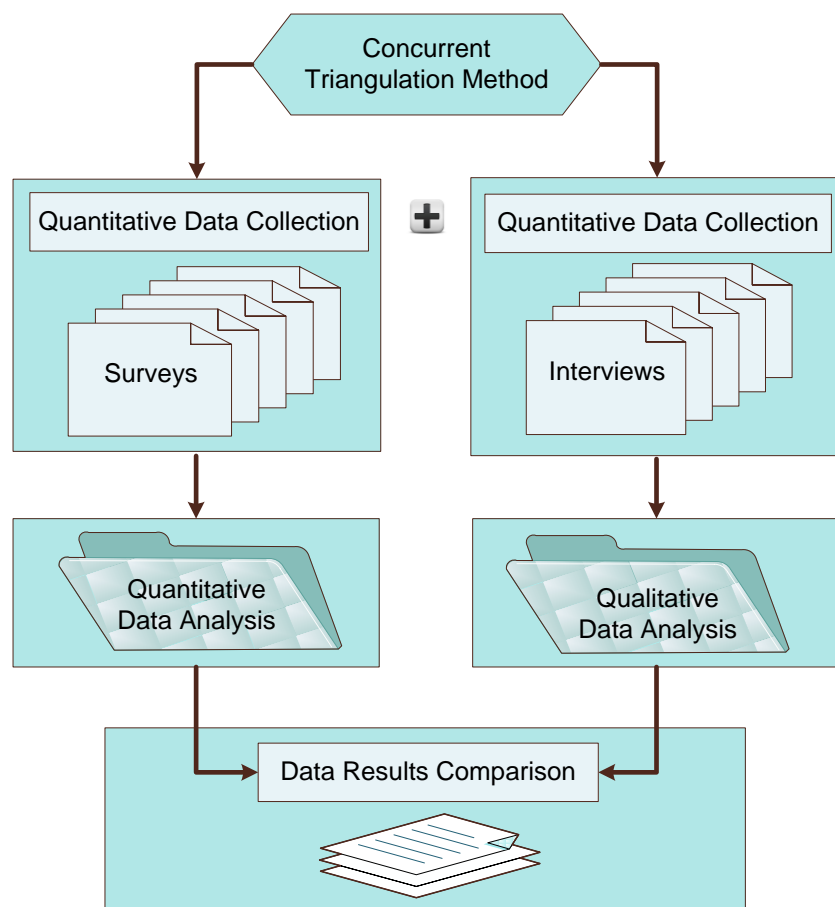 Concurrent
Triangulation Method
Quantitative Data Collection
Quantitative Data Collection
Surveys
Interviews
Quantitative
Data Analysis
Qualitative
Data Analysis
Data Results Comparison